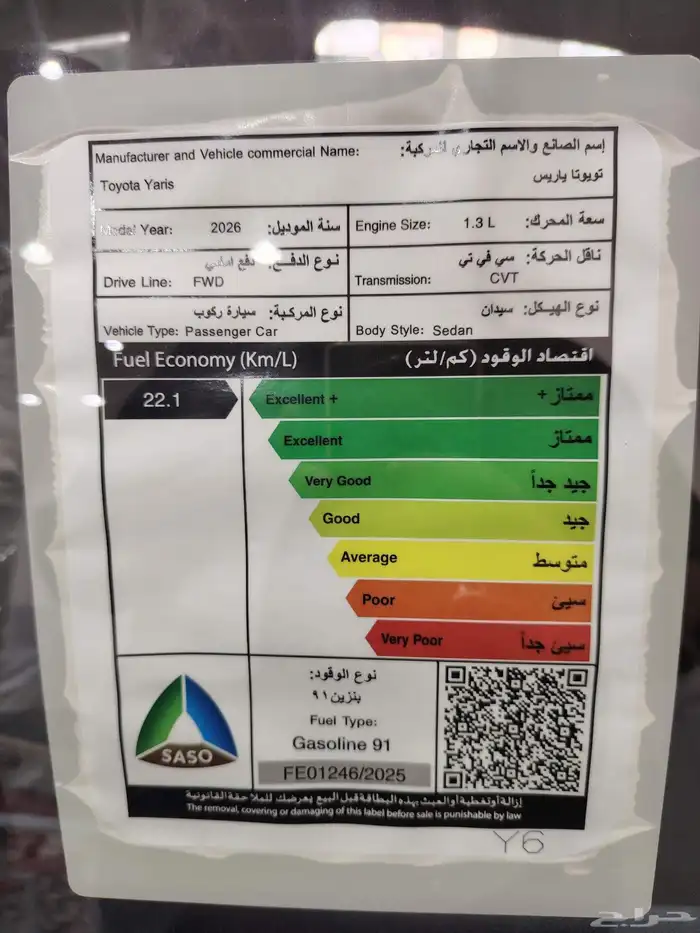 Manufacturer and Vehicle commercial Name: إسم الصانع والاسم التجاري للمركبة:
Toyota Yaris تويوتا ياريس
Model Year: 2026 سنة الموديل:
Engine Size: 1.3 L سعة المحرك:
نوع الدفـع: دفع امامي
Drive Line: FWD
ناقل الحركة: سي في تي
Transmission: CVT
نوع المركبة: سيارة ركوب
Vehicle Type: Passenger Car
نوع الهيكل: سيدان
Body Style: Sedan
Fuel Economy (Km/L) اقتصاد الوقود (كم/لتر)
22.1
Excellent + ممتاز +
Excellent ممتاز
Very Good جيد جداً
Good جيد
Average متوسط
Poor سيئ
Very Poor سيئ جداً
SASO
نوع الوقود:
بنزين ٩١
Fuel Type:
Gasoline 91
FE01246/2025
إزالة أو تغطية أو العبث بهذه البطاقة قبل البيع يعرضك للملاحقة القانونية
The removal, covering or damaging of this label before sale is punishable by law
Y6
حراج